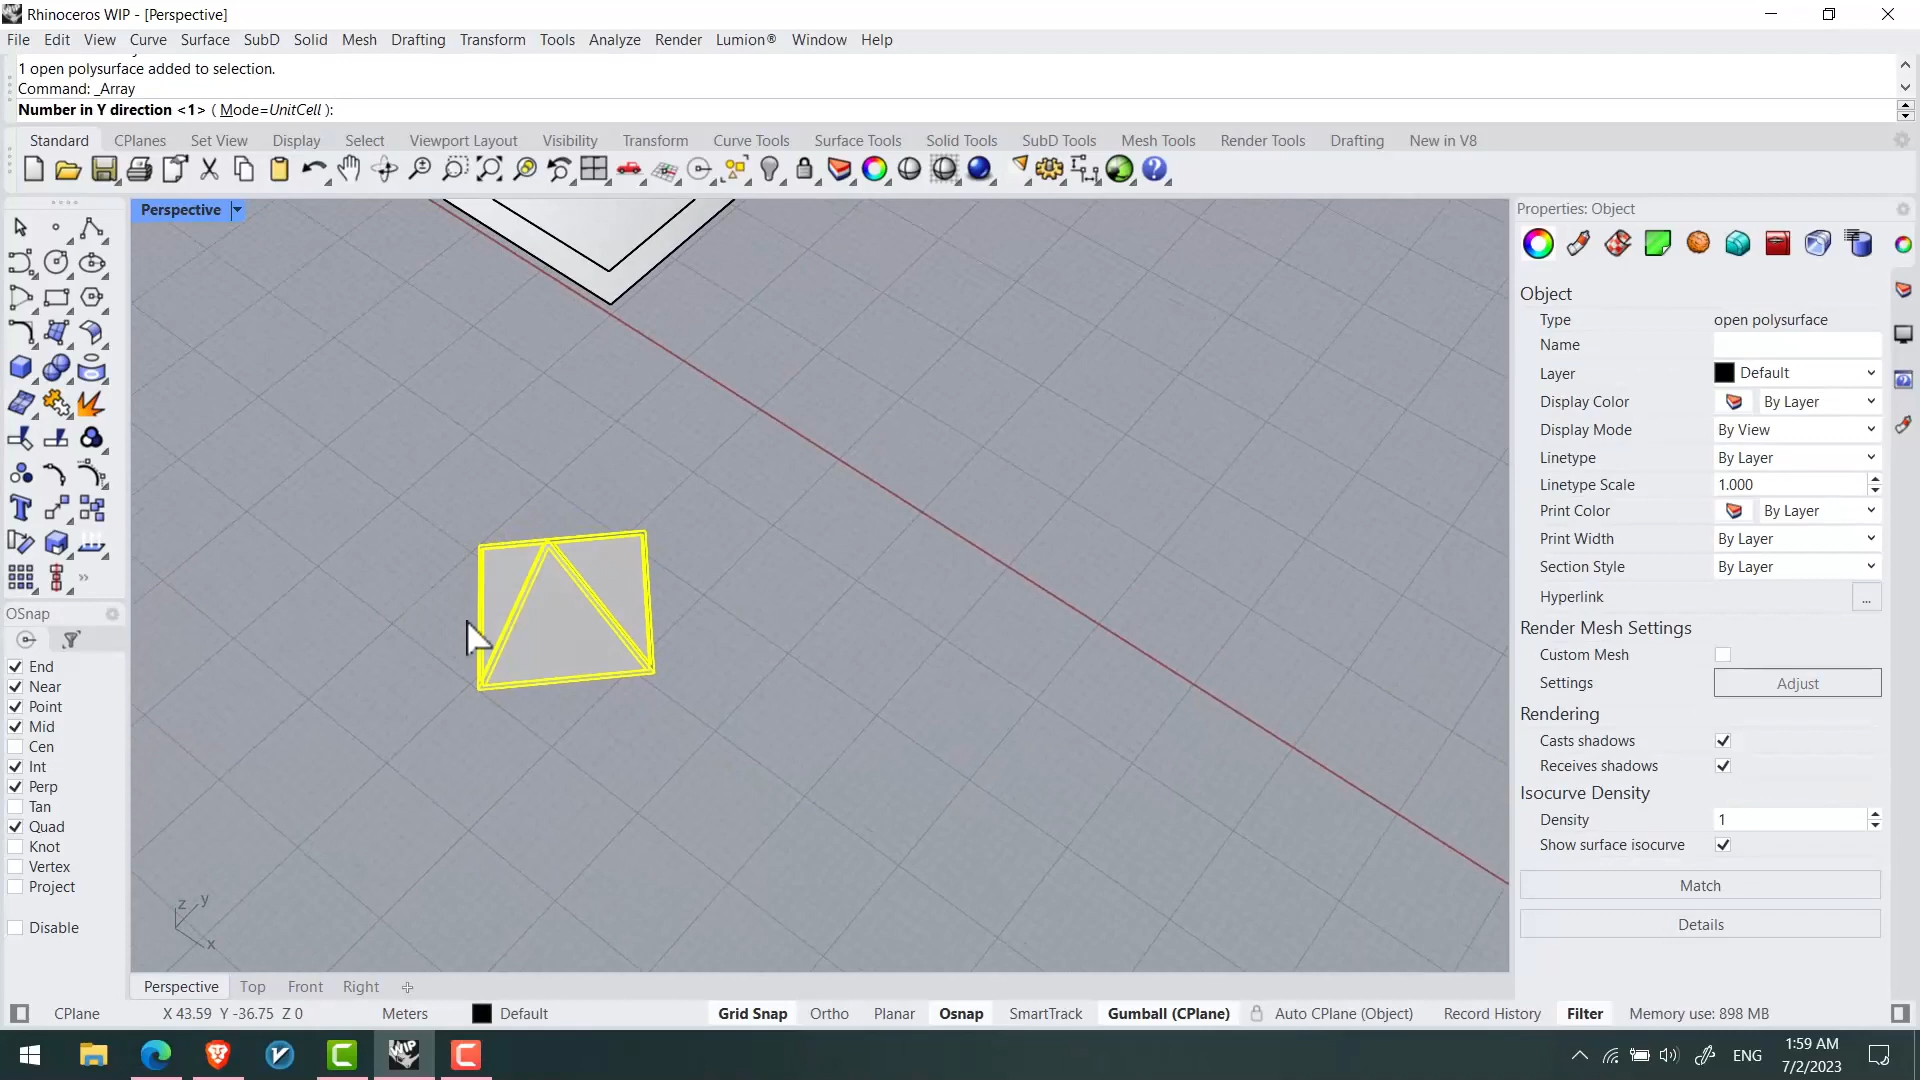 Rhinoceros WIP - [Perspective]
File Edit View Curve Surface SubD Solid Mesh Drafting Transform Tools Analyze Render Lumion® Window Help
1 open polysurface added to selection.
Command: _Array
Number in Y direction <1> ( Mode=UnitCell ):
Standard CPlanes Set View Display Select Viewport Layout Visibility Transform Curve Tools Surface Tools Solid Tools SubD Tools Mesh Tools Render Tools Drafting New in V8
Perspective
Properties: Object
Object
Type open polysurface
Name
Layer Default
Display Color By Layer
Display Mode By View
Linetype By Layer
Linetype Scale 1.000
Print Color By Layer
Print Width By Layer
Section Style By Layer
Hyperlink ...
Render Mesh Settings
Custom Mesh
Settings Adjust
Rendering
Casts shadows
Receives shadows
Isocurve Density
Density 1
Show surface isocurve
Match
Details
OSnap
End
Near
Point
Mid
Cen
Int
Perp
Tan
Quad
Knot
Vertex
Project
Disable
z y
x
Perspective Top Front Right
CPlane X 43.59 Y -36.75 Z 0 Meters Default Grid Snap Ortho Planar Osnap SmartTrack Gumball (CPlane) Auto CPlane (Object) Record History Filter Memory use: 898 MB
WIP
ENG
1:59 AM
7/2/2023